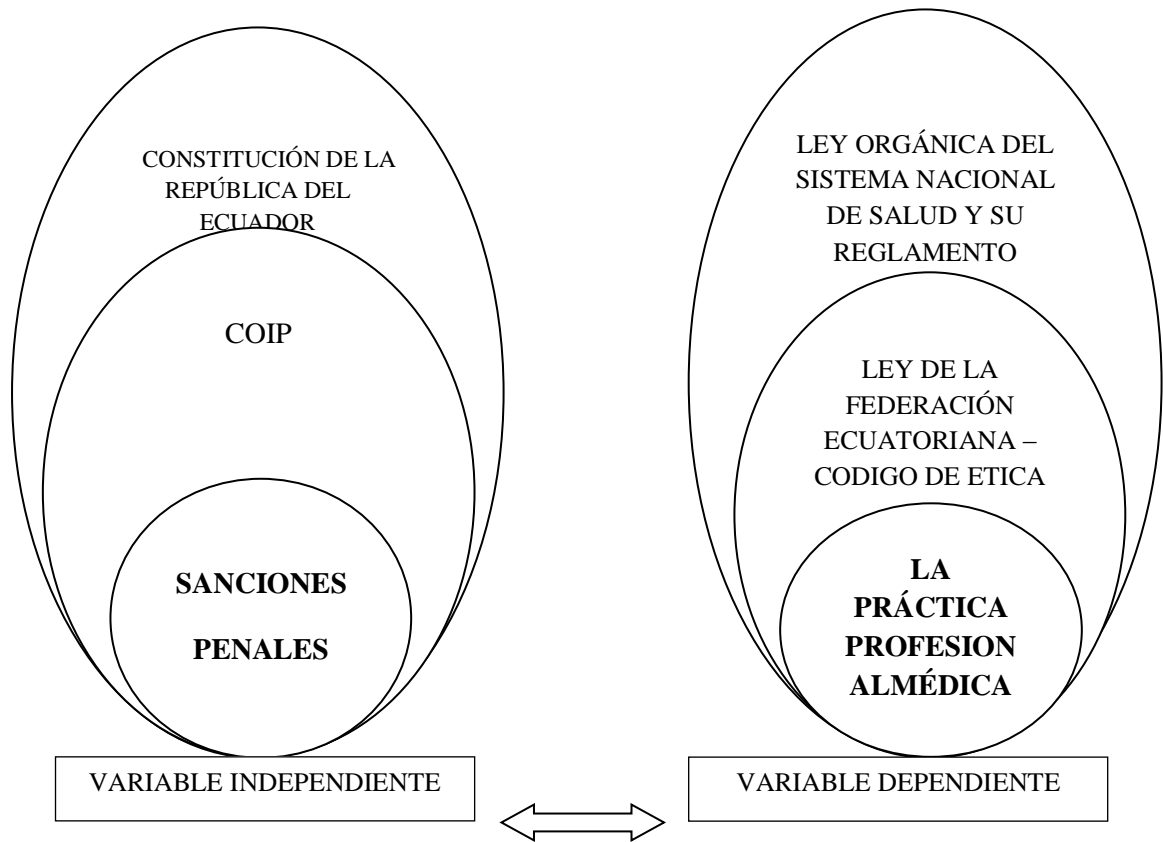 CONSTITUCIÓN DE LA
REPÚBLICA DEL
ECUADOR
COIP
SANCIONES
PENALES
VARIABLE INDEPENDIENTE
LEY ORGÁNICA DEL
SISTEMA NACIONAL
DE SALUD Y SU
REGLAMENTO
LEY DE LA
FEDERACIÓN
ECUATORIANA –
CODIGO DE ETICA
LA
PRÁCTICA
PROFESION
ALMÉDICA
VARIABLE DEPENDIENTE